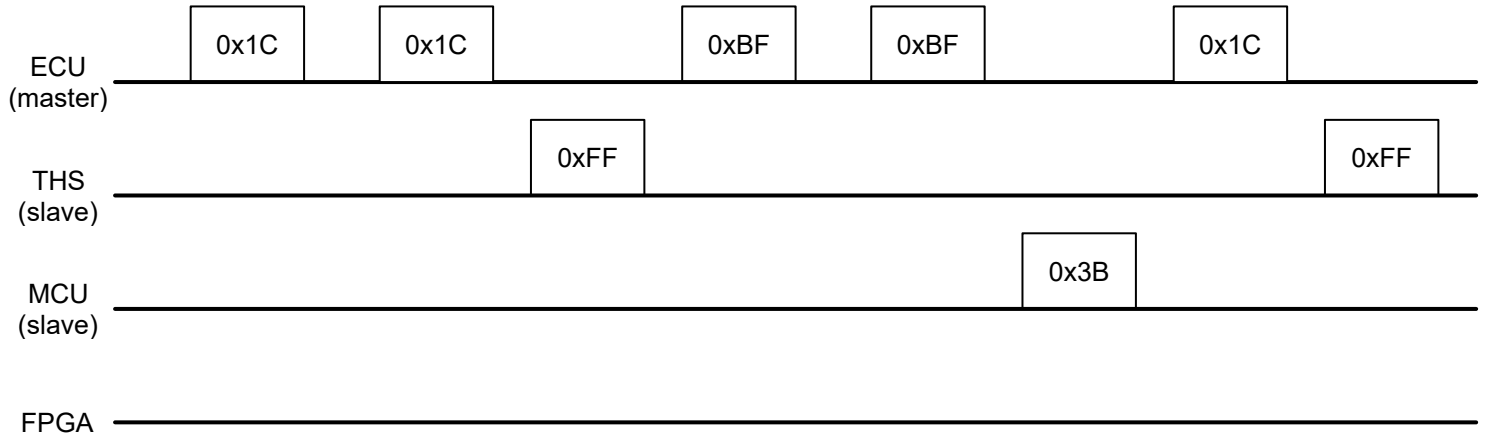 0x1C 0x1C 0xBF 0xBF 0x1C
ECU
(master)
0xFF 0xFF
THS
(slave)
0x3B
MCU
(slave)
FPGA